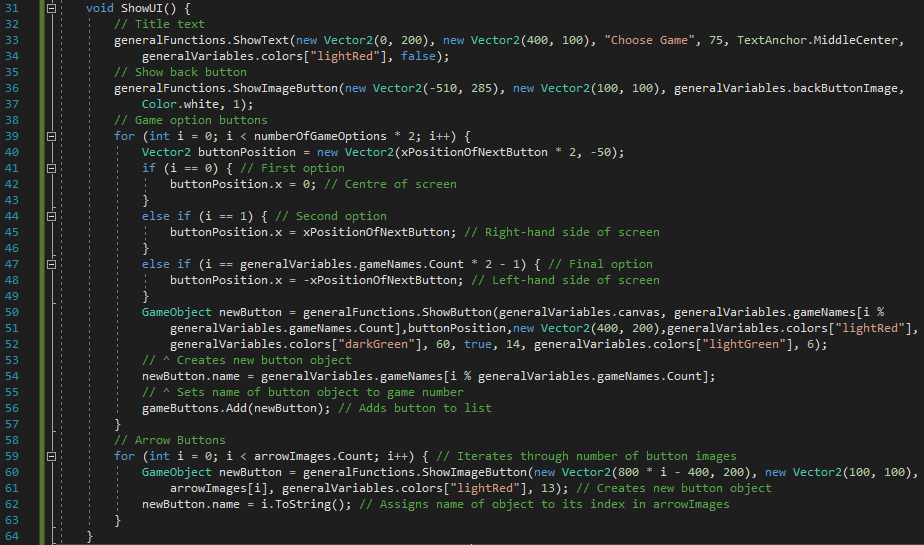 31 void ShowUI() {
32 // Title text
33 generalFunctions.ShowText(new Vector2(0, 200), new Vector2(400, 100), "Choose Game", 75, TextAnchor.MiddleCenter,
34 generalVariables.colors["lightRed"], false);
35 // Show back button
36 generalFunctions.ShowImageButton(new Vector2(-510, 285), new Vector2(100, 100), generalVariables.backButtonImage,
37 Color.white, 1);
38 // Game option buttons
39 for (int i = 0; i < numberOfGameOptions * 2; i++) {
40 Vector2 buttonPosition = new Vector2(xPositionOfNextButton * 2, -50);
41 if (i == 0) { // First option
42 buttonPosition.x = 0; // Centre of screen
43 }
44 else if (i == 1) { // Second option
45 buttonPosition.x = xPositionOfNextButton; // Right-hand side of screen
46 }
47 else if (i == generalVariables.gameNames.Count * 2 - 1) { // Final option
48 buttonPosition.x = -xPositionOfNextButton; // Left-hand side of screen
49 }
50 GameObject newButton = generalFunctions.ShowButton(generalVariables.canvas, generalVariables.gameNames[i %
51 generalVariables.gameNames.Count],buttonPosition,new Vector2(400, 200),generalVariables.colors["lightRed"],
52 generalVariables.colors["darkGreen"], 60, true, 14, generalVariables.colors["lightGreen"], 6);
53 // ^ Creates new button object
54 newButton.name = generalVariables.gameNames[i % generalVariables.gameNames.Count];
55 // ^ Sets name of button object to game number
56 gameButtons.Add(newButton); // Adds button to list
57 }
58 // Arrow Buttons
59 for (int i = 0; i < arrowImages.Count; i++) { // Iterates through number of button images
60 GameObject newButton = generalFunctions.ShowImageButton(new Vector2(800 * i - 400, 200), new Vector2(100, 100),
61 arrowImages[i], generalVariables.colors["lightRed"], 13); // Creates new button object
62 newButton.name = i.ToString(); // Assigns name of object to its index in arrowImages
63 }
64 }